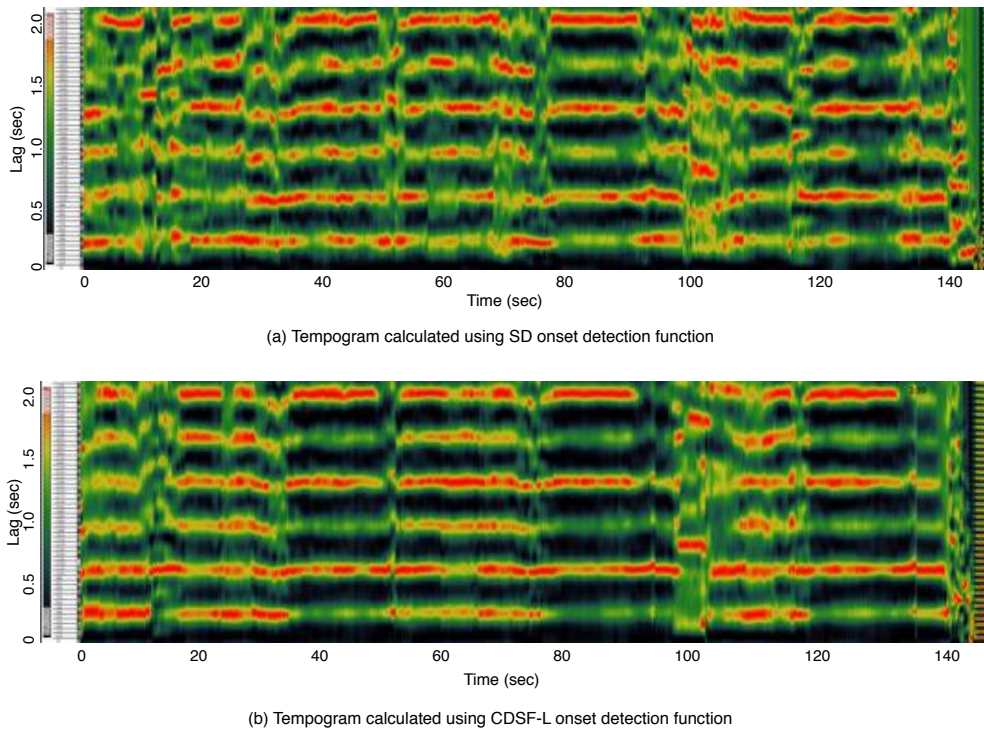 2.0
1.5
1.0
0.5
0
Lag (sec)
0 20 40 60 80 100 120 140
Time (sec)
(a) Tempogram calculated using SD onset detection function
2.0
1.5
1.0
0.5
0
Lag (sec)
0 20 40 60 80 100 120 140
Time (sec)
(b) Tempogram calculated using CDSF-L onset detection function